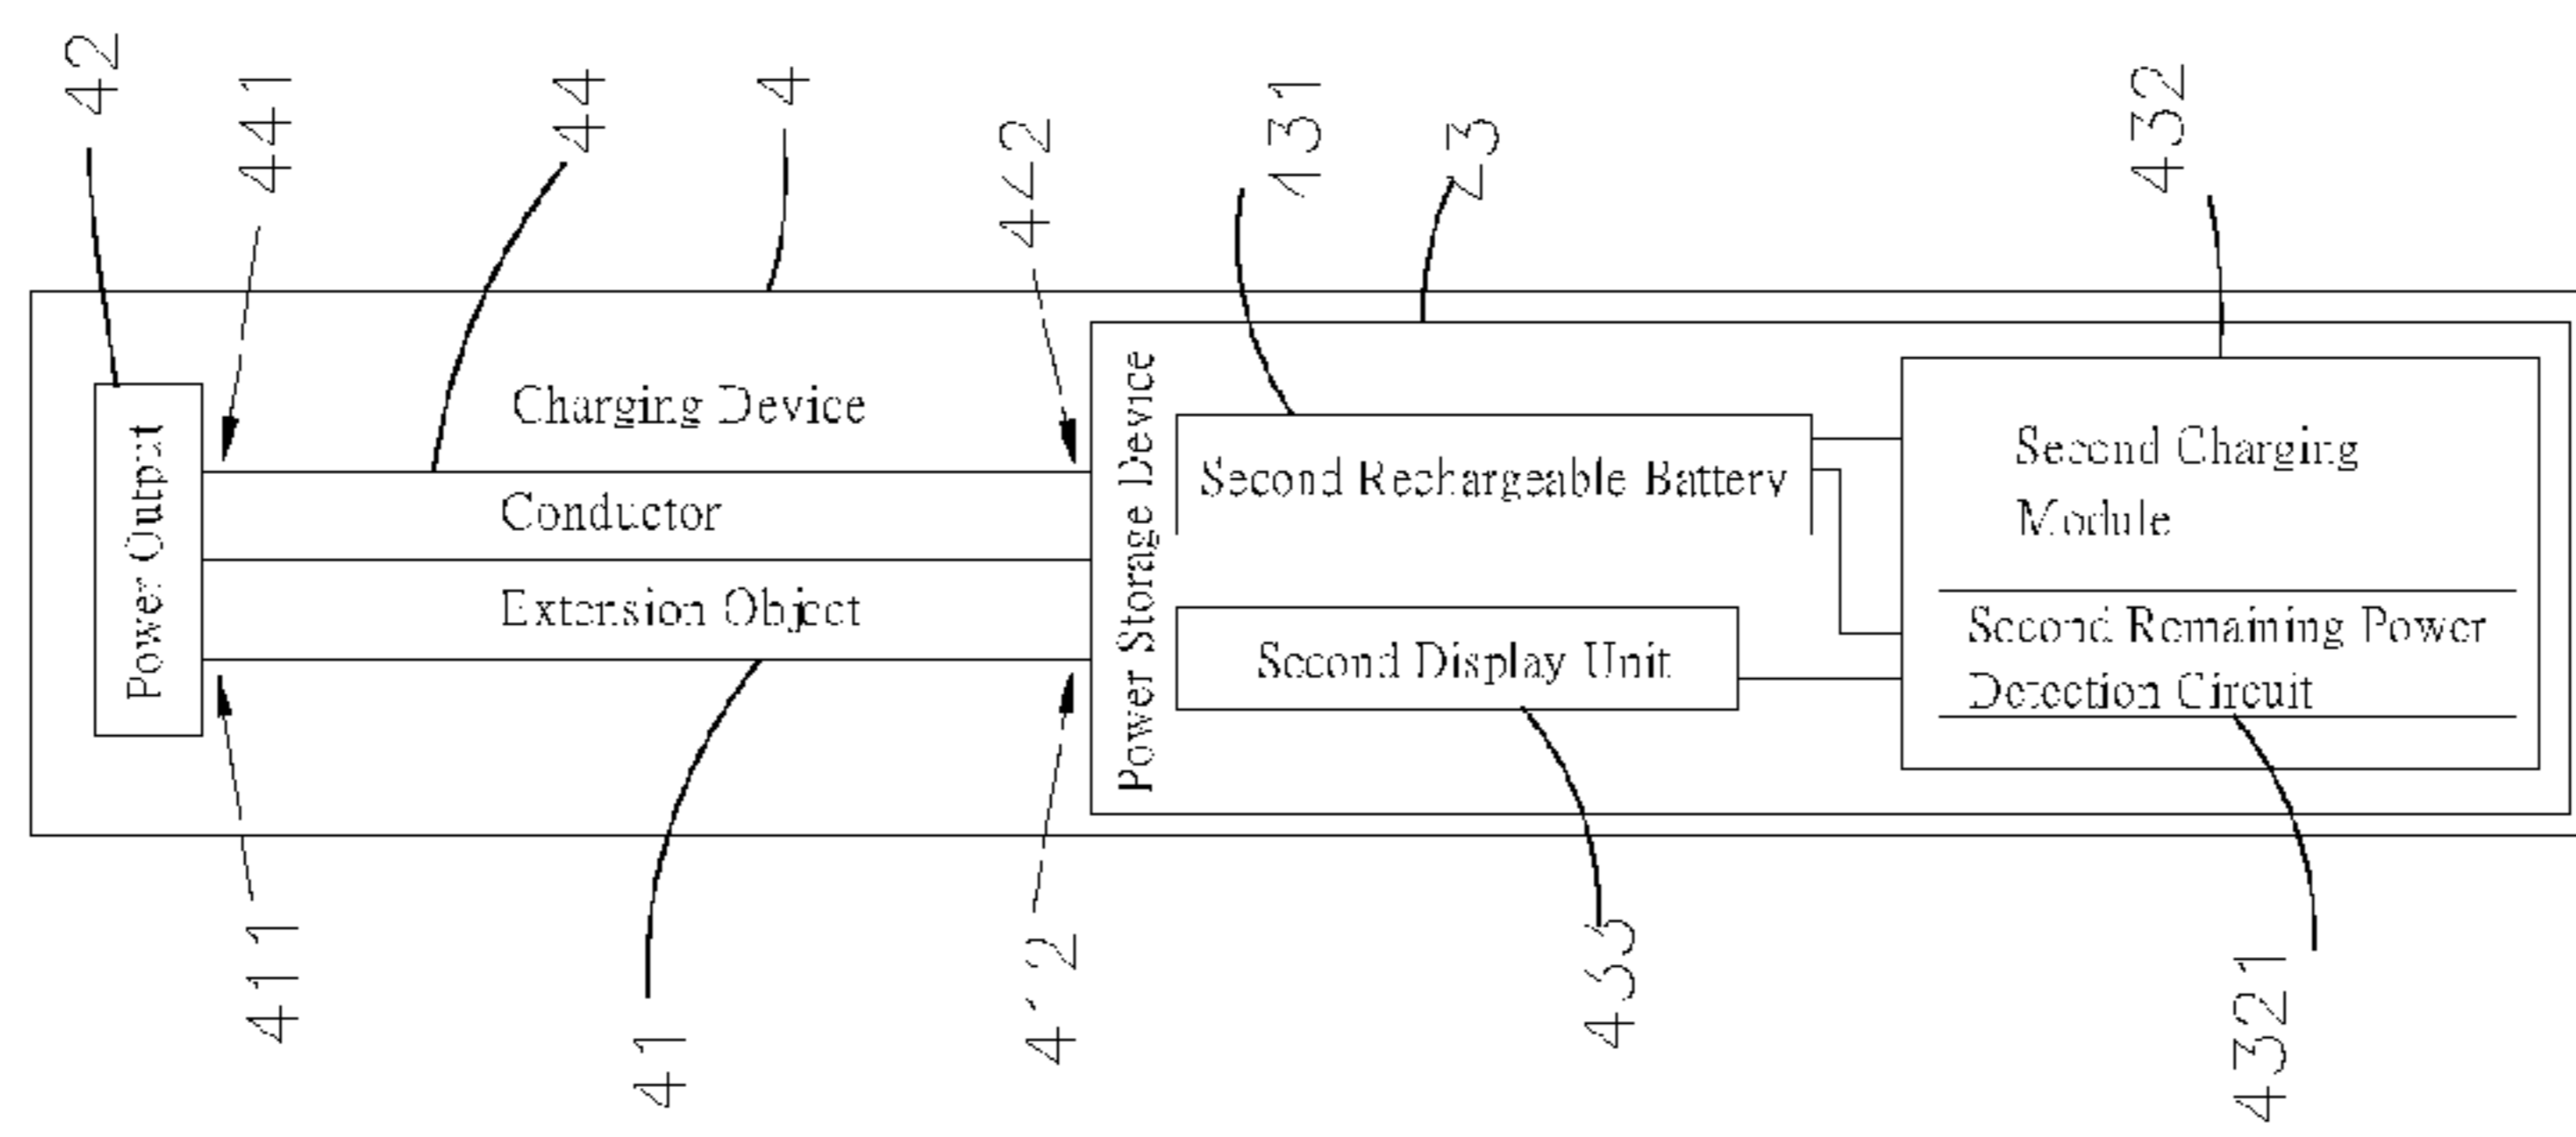 42
441
44
4
442
431
43
432
Charging Device
Power Output
Conductor
Extension Object
Power Storage Device
Second Rechargeable Battery
Second Display Unit
Second Charging
Module
Second Remaining Power
Detection Circuit
411
41
412
433
4321